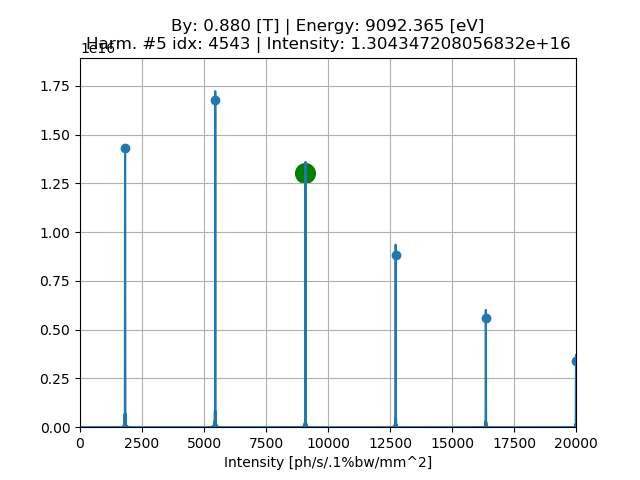 By: 0.880 [T] | Energy: 9092.365 [eV]
Harm. #5 idx: 4543 | Intensity: 1.304347208056832e+16
1e16
1.75
1.50
1.25
1.00
0.75
0.50
0.25
0.00
0 2500 5000 7500 10000 12500 15000 17500 20000
Intensity [ph/s/.1%bw/mm^2]